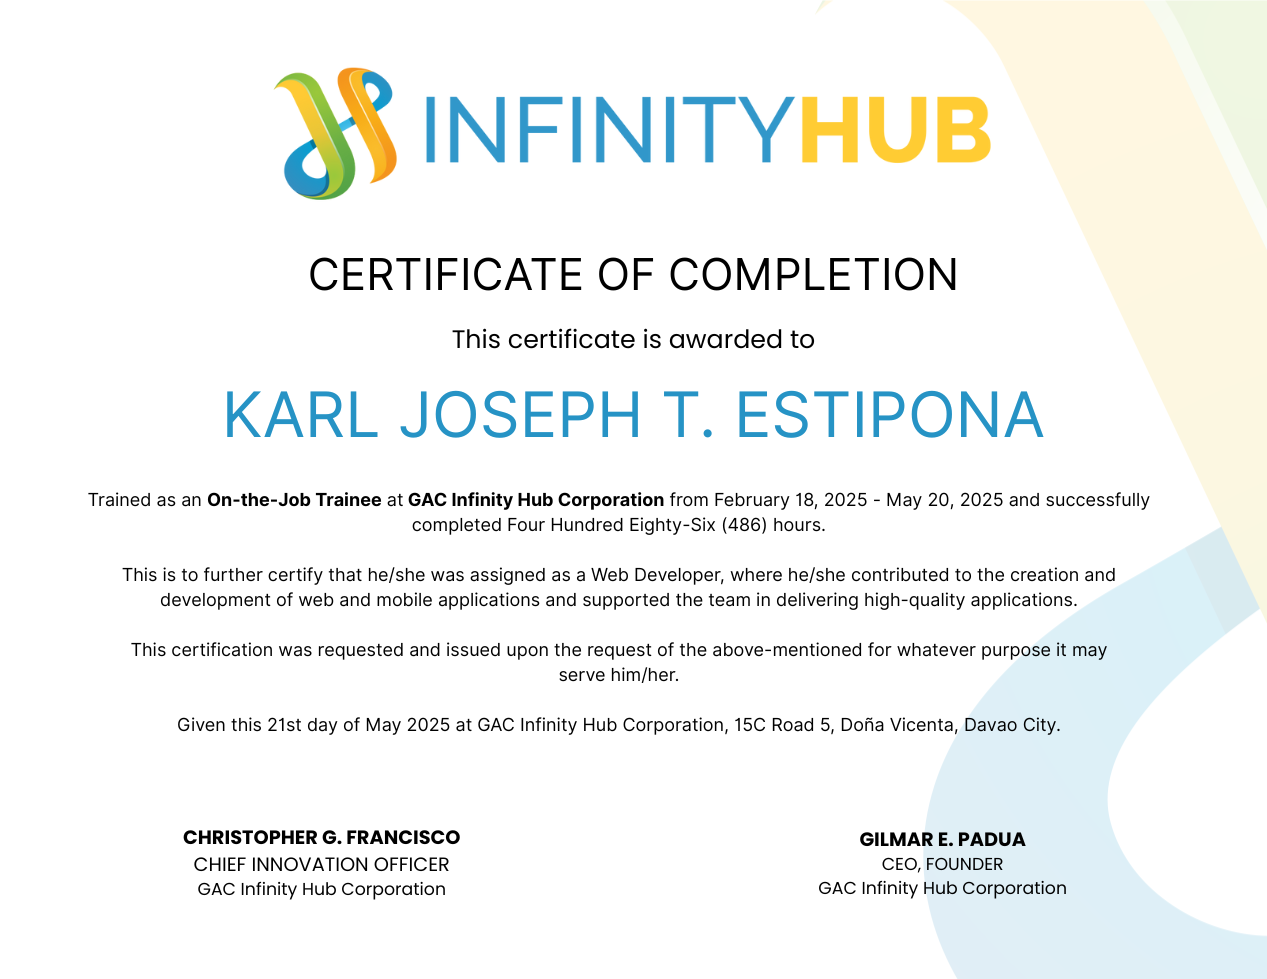 INFINITYHUB
CERTIFICATE OF COMPLETION
This certificate is awarded to
KARL JOSEPH T. ESTIPONA
Trained as an On-the-Job Trainee at GAC Infinity Hub Corporation from February 18, 2025 - May 20, 2025 and successfully
completed Four Hundred Eighty-Six (486) hours.
This is to further certify that he/she was assigned as a Web Developer, where he/she contributed to the creation and
development of web and mobile applications and supported the team in delivering high-quality applications.
This certification was requested and issued upon the request of the above-mentioned for whatever purpose it may
serve him/her.
Given this 21st day of May 2025 at GAC Infinity Hub Corporation, 15C Road 5, Doña Vicenta, Davao City.
CHRISTOPHER G. FRANCISCO
CHIEF INNOVATION OFFICER
GAC Infinity Hub Corporation
GILMAR E. PADUA
CEO, FOUNDER
GAC Infinity Hub Corporation